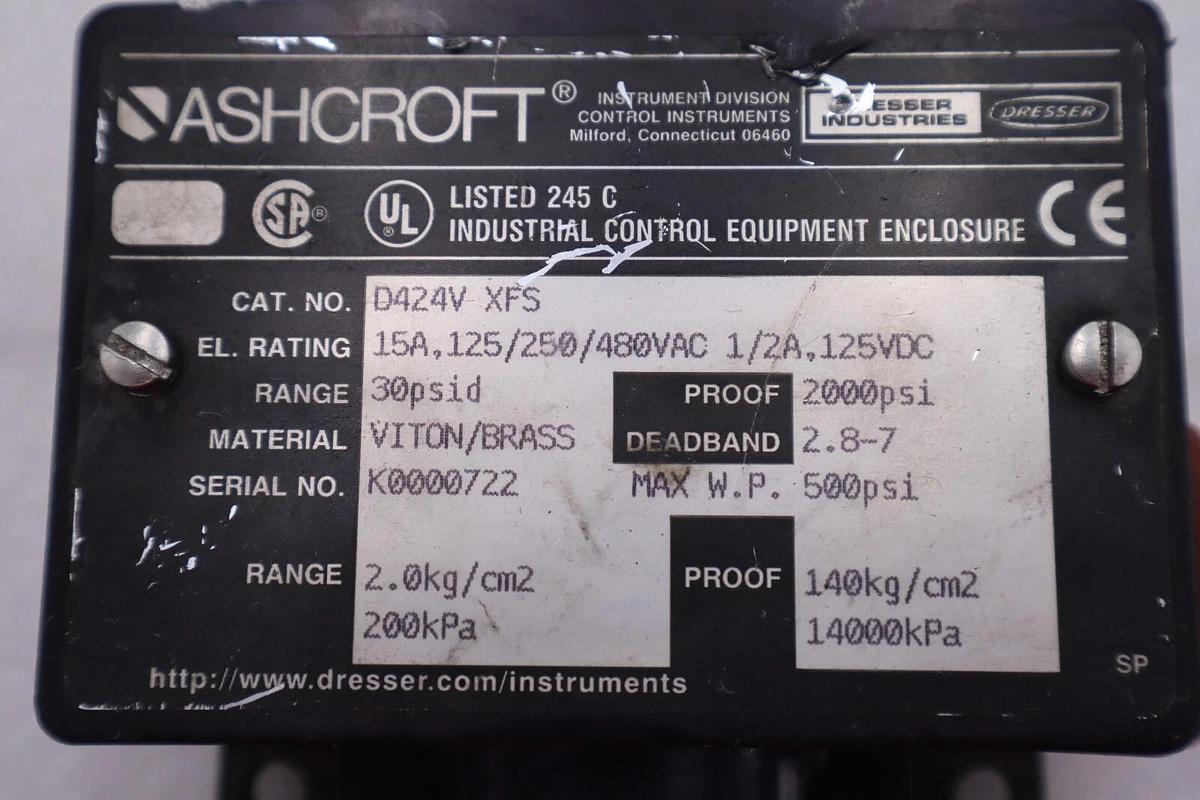 ASHCROFT®
INSTRUMENT DIVISION
CONTROL INSTRUMENTS
Milford, Connecticut 06460
INDUSTRIES
DRESSER
SA ®
UL ®
LISTED 245 C
INDUSTRIAL CONTROL EQUIPMENT ENCLOSURE
CE
CAT. NO. D424V XFS
EL. RATING 15A,125/250/480VAC 1/2A,125VDC
RANGE 30psid PROOF 2000psi
MATERIAL VITON/BRASS DEADBAND 2.8-7
SERIAL NO. K0000722 MAX W.P. 500psi
RANGE 2.0kg/cm2 PROOF 140kg/cm2
200kPa 14000kPa
SP
http://www.dresser.com/instruments